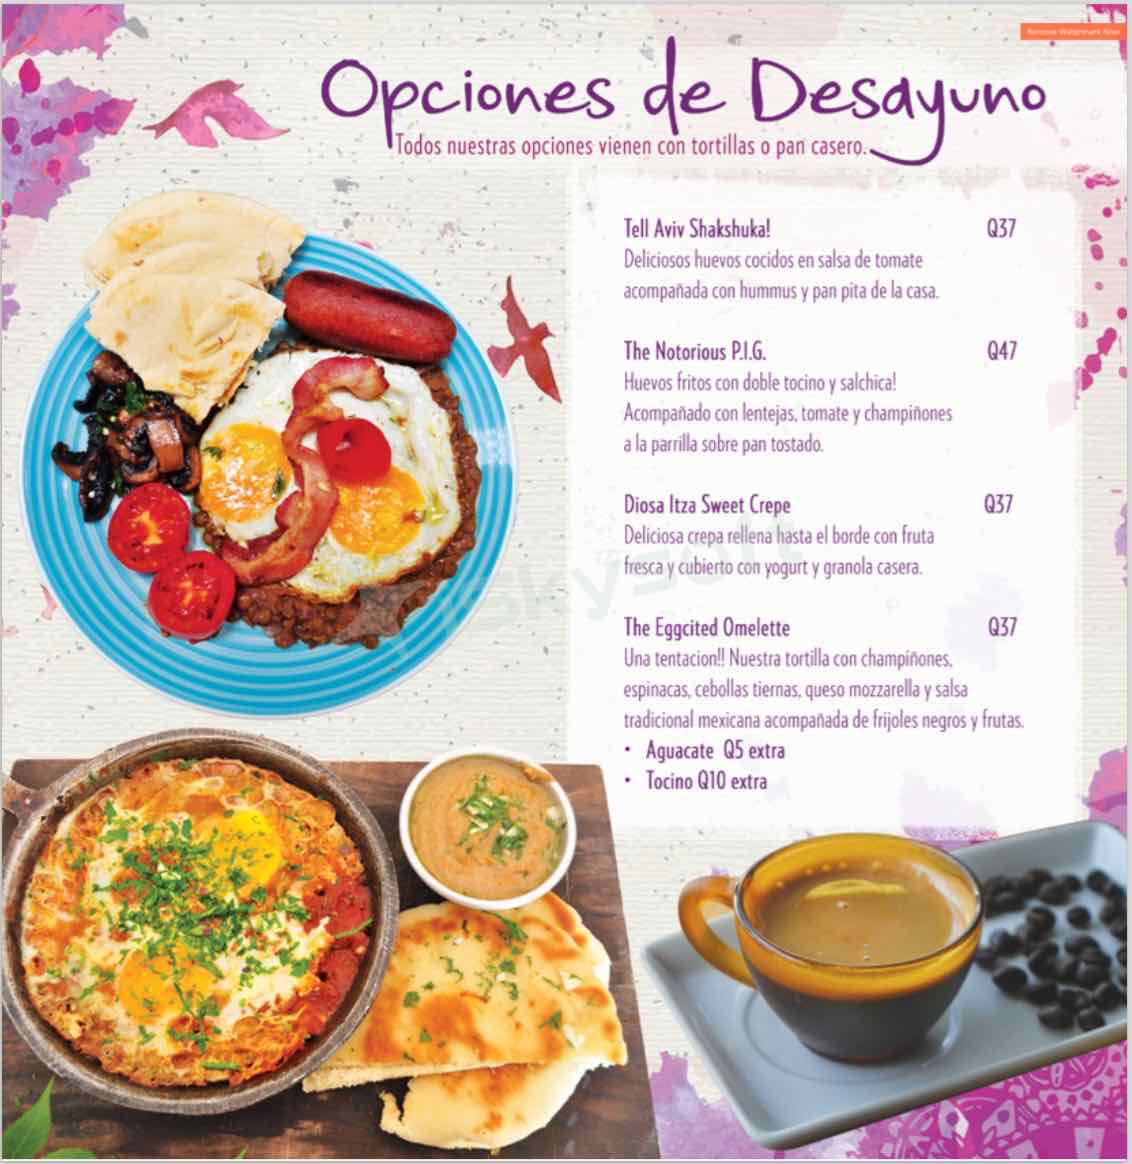 Remove Watermark Now
Opciones de Desayuno
Todos nuestras opciones vienen con tortillas o pan casero.
Tell Aviv Shakshuka! Q37
Deliciosos huevos cocidos en salsa de tomate
acompañada con hummus y pan pita de la casa.
The Notorious P.I.G. Q47
Huevos fritos con doble tocino y salchica!
Acompañado con lentejas, tomate y champiñones
a la parrilla sobre pan tostado.
Diosa Itza Sweet Crepe Q37
Deliciosa crepa rellena hasta el borde con fruta
fresca y cubierto con yogurt y granola casera.
The Eggcited Omelette Q37
Una tentacion!! Nuestra tortilla con champiñones,
espinacas, cebollas tiernas, queso mozzarella y salsa
tradicional mexicana acompañada de frijoles negros y frutas.
• Aguacate Q5 extra
• Tocino Q10 extra